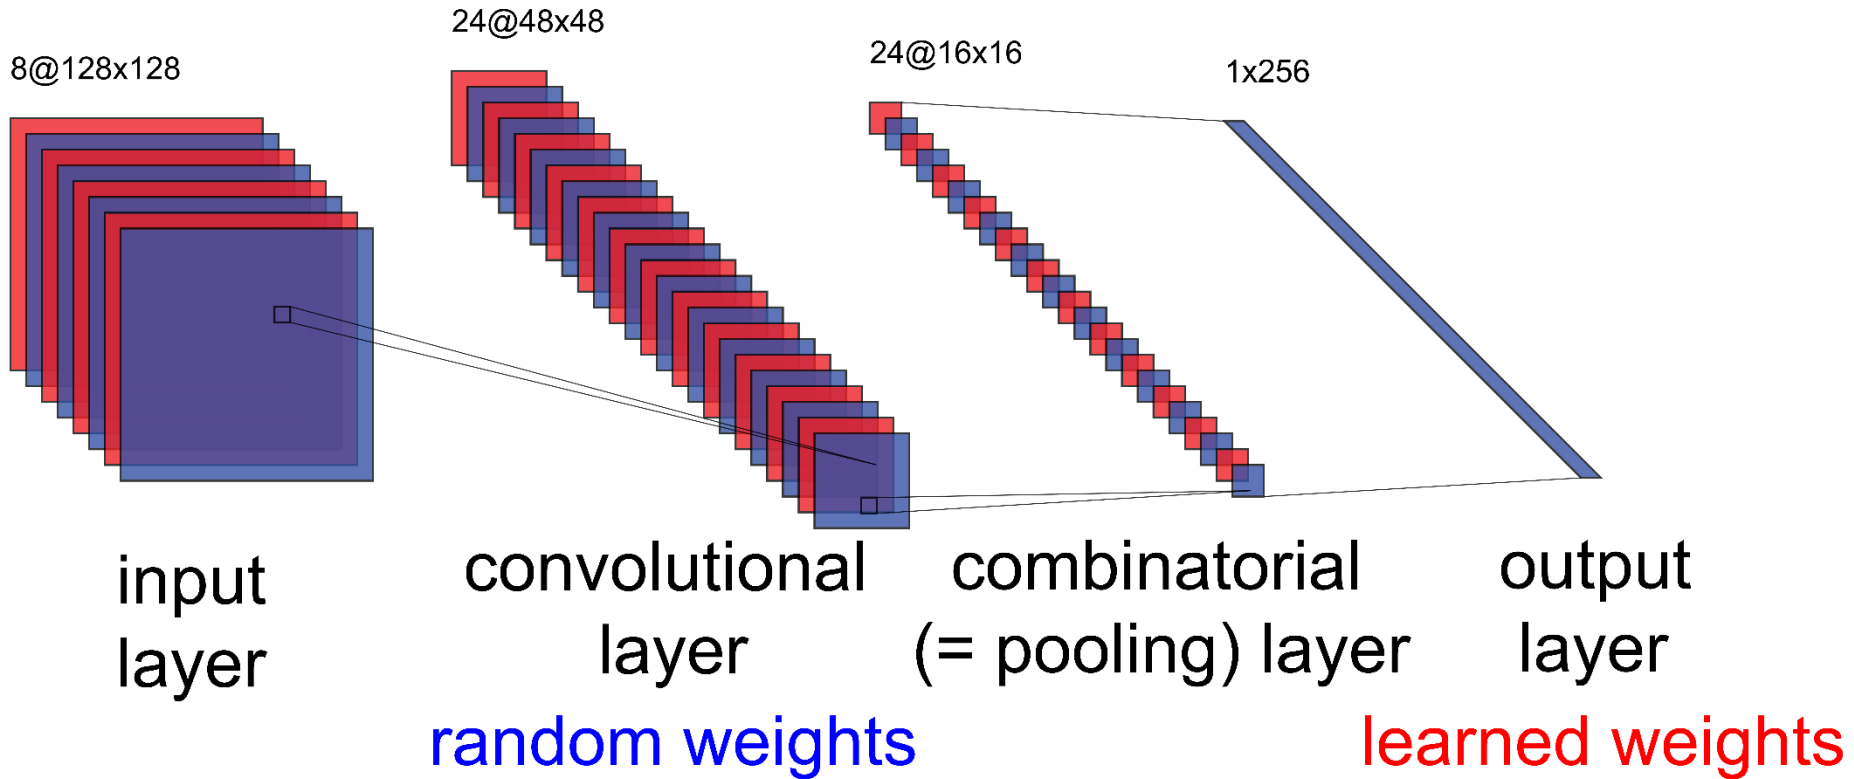 8@128x128
24@48x48
24@16x16
1x256
input
layer
convolutional
layer
combinatorial
(= pooling) layer
output
layer
random weights
learned weights